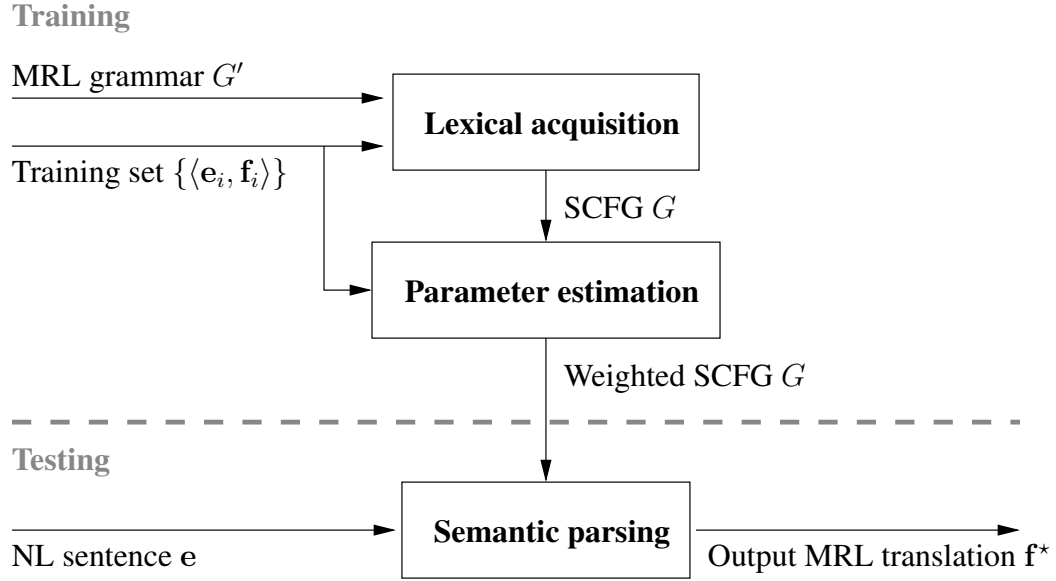 Training
MRL grammar G′
Lexical acquisition
Training set {⟨e_i, f_i⟩}
SCFG G
Parameter estimation
Weighted SCFG G
Testing
Semantic parsing
NL sentence e
Output MRL translation f⋆